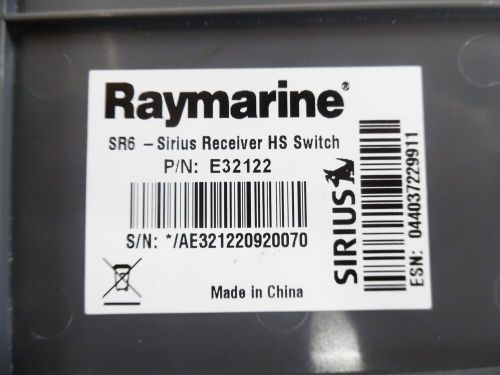 Raymarine®
SR6 – Sirius Receiver HS Switch
P/N: E32122
S/N: */AE321220920070
Made in China
SIRIUS
ESN: 044037229911